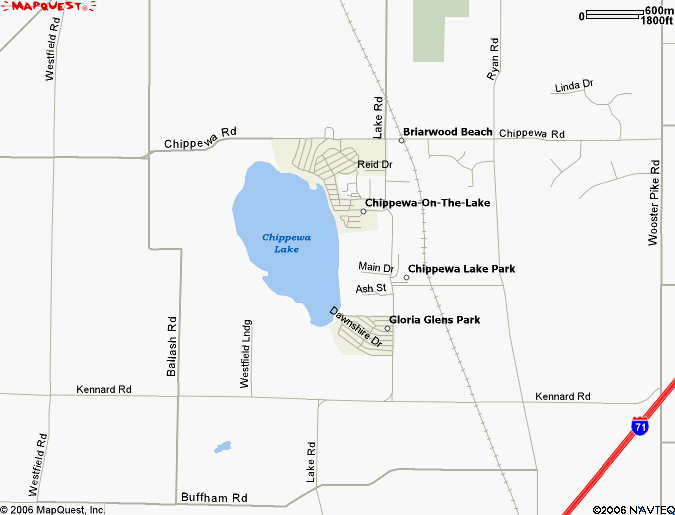 MAPQUEST®
0 600m
1800ft
Westfield Rd
Ryan Rd
Linda Dr
Lake Rd
Chippewa Rd
Briarwood Beach
Chippewa Rd
Reid Dr
Wooster Pike Rd
Chippewa-On-The-Lake
Chippewa
Lake
Main Dr
Chippewa Lake Park
Ash St
Dawnshire Dr
Gloria Glens Park
Ballash Rd
Westfield Lndg
Kennard Rd
Kennard Rd
71
Westfield Rd
Lake Rd
Buffham Rd
© 2006 MapQuest, Inc.
©2006 NAVTEQ